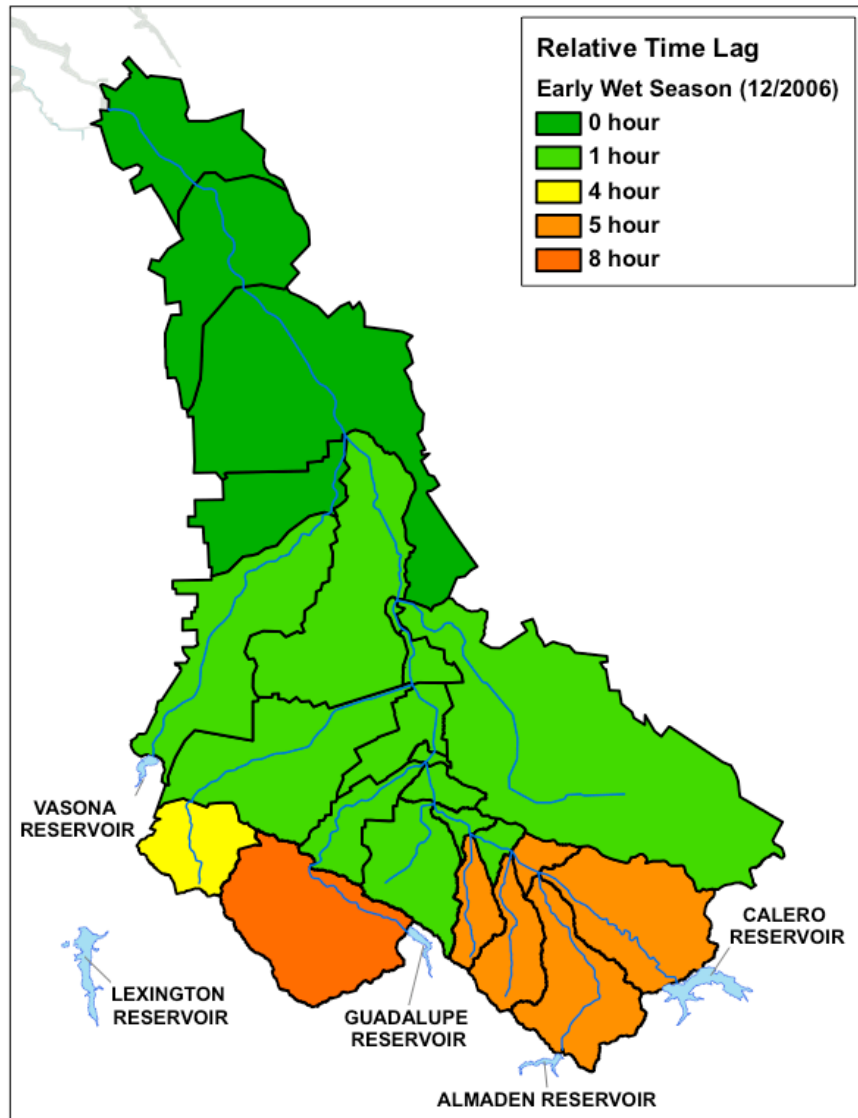 Relative Time Lag
Early Wet Season (12/2006)
0 hour
1 hour
4 hour
5 hour
8 hour
VASONA
RESERVOIR
LEXINGTON
RESERVOIR
GUADALUPE
RESERVOIR
ALMADEN RESERVOIR
CALERO
RESERVOIR